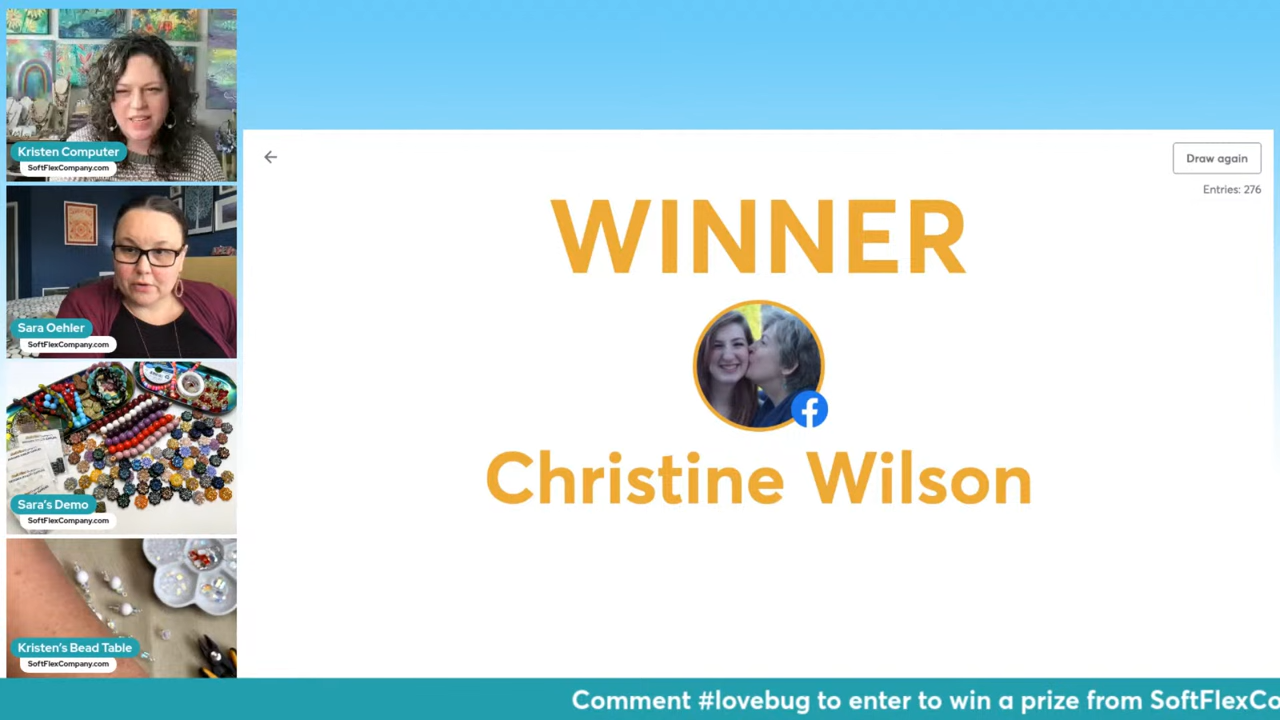 Kristen Computer
SoftFlexCompany.com
Sara Oehler
SoftFlexCompany.com
Sara's Demo
SoftFlexCompany.com
Kristen's Bead Table
SoftFlexCompany.com
Draw again
Entries: 276
WINNER
Christine Wilson
Comment #lovebug to enter to win a prize from SoftFlexCo